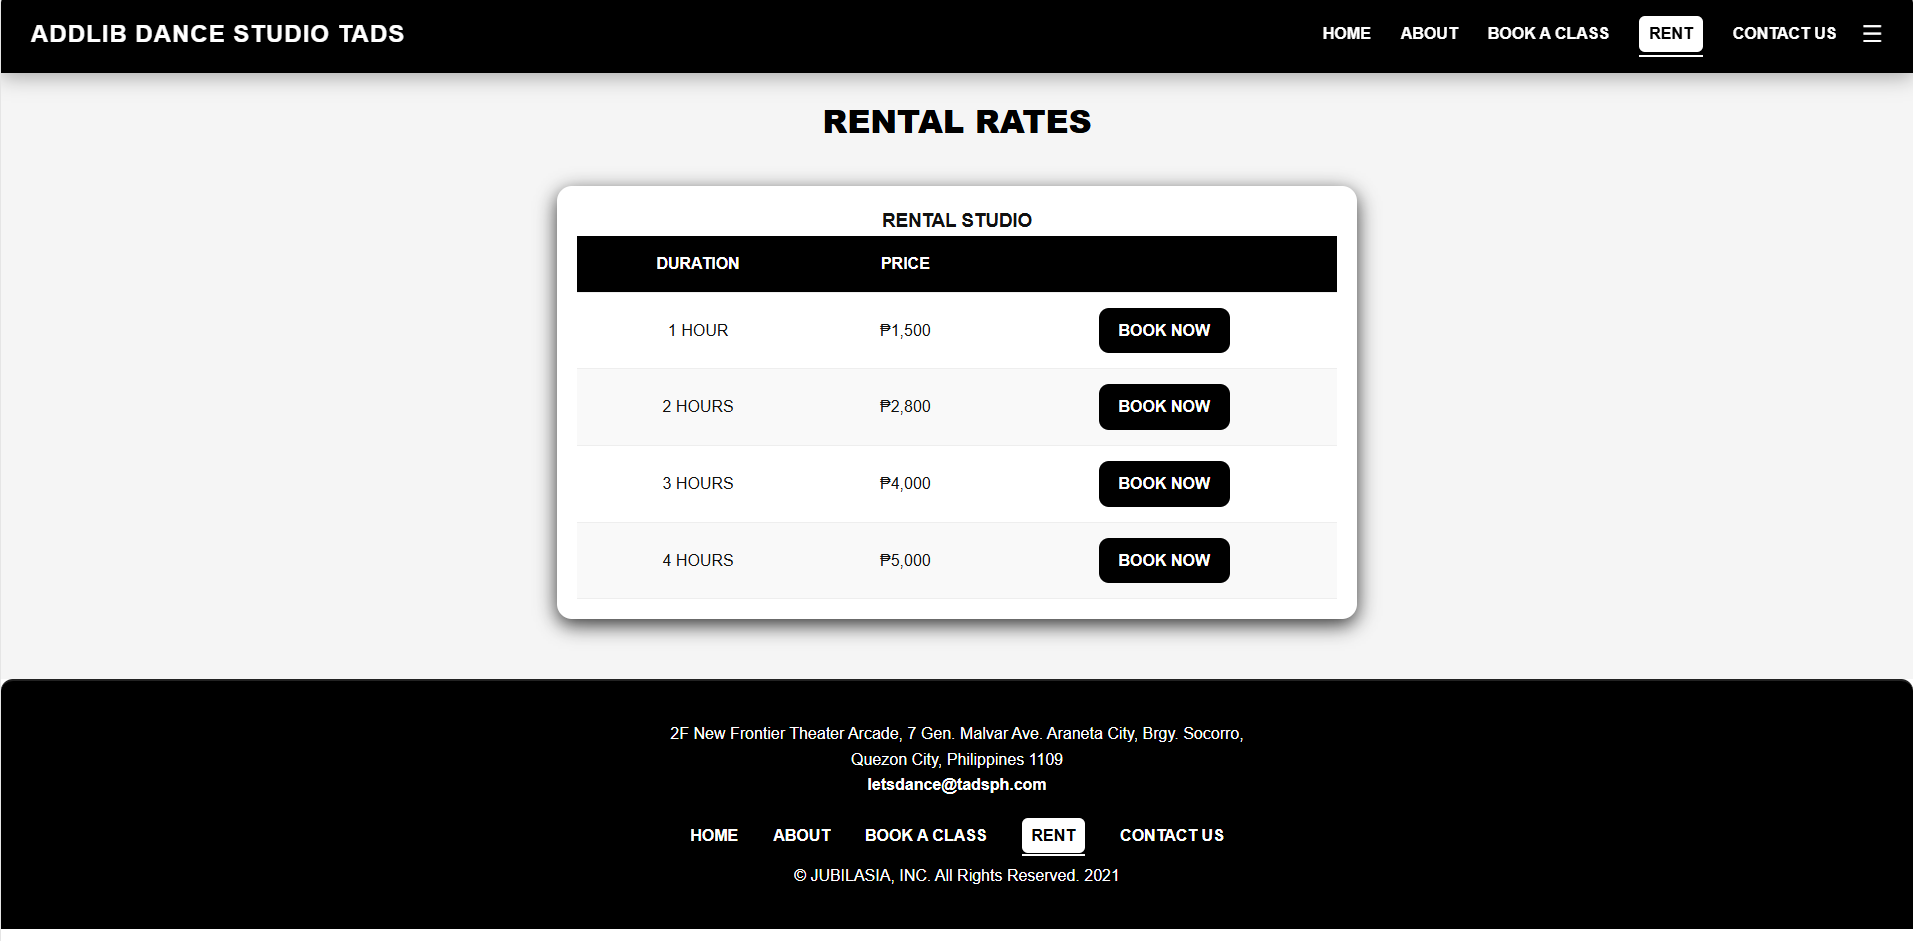 ADDLIB DANCE STUDIO TADS
HOME ABOUT BOOK A CLASS RENT CONTACT US ☰
RENTAL RATES
RENTAL STUDIO
DURATION PRICE
1 HOUR ₱1,500 BOOK NOW
2 HOURS ₱2,800 BOOK NOW
3 HOURS ₱4,000 BOOK NOW
4 HOURS ₱5,000 BOOK NOW
2F New Frontier Theater Arcade, 7 Gen. Malvar Ave. Araneta City, Brgy. Socorro,
Quezon City, Philippines 1109
letsdance@tadsph.com
HOME ABOUT BOOK A CLASS RENT CONTACT US
© JUBILASIA, INC. All Rights Reserved. 2021